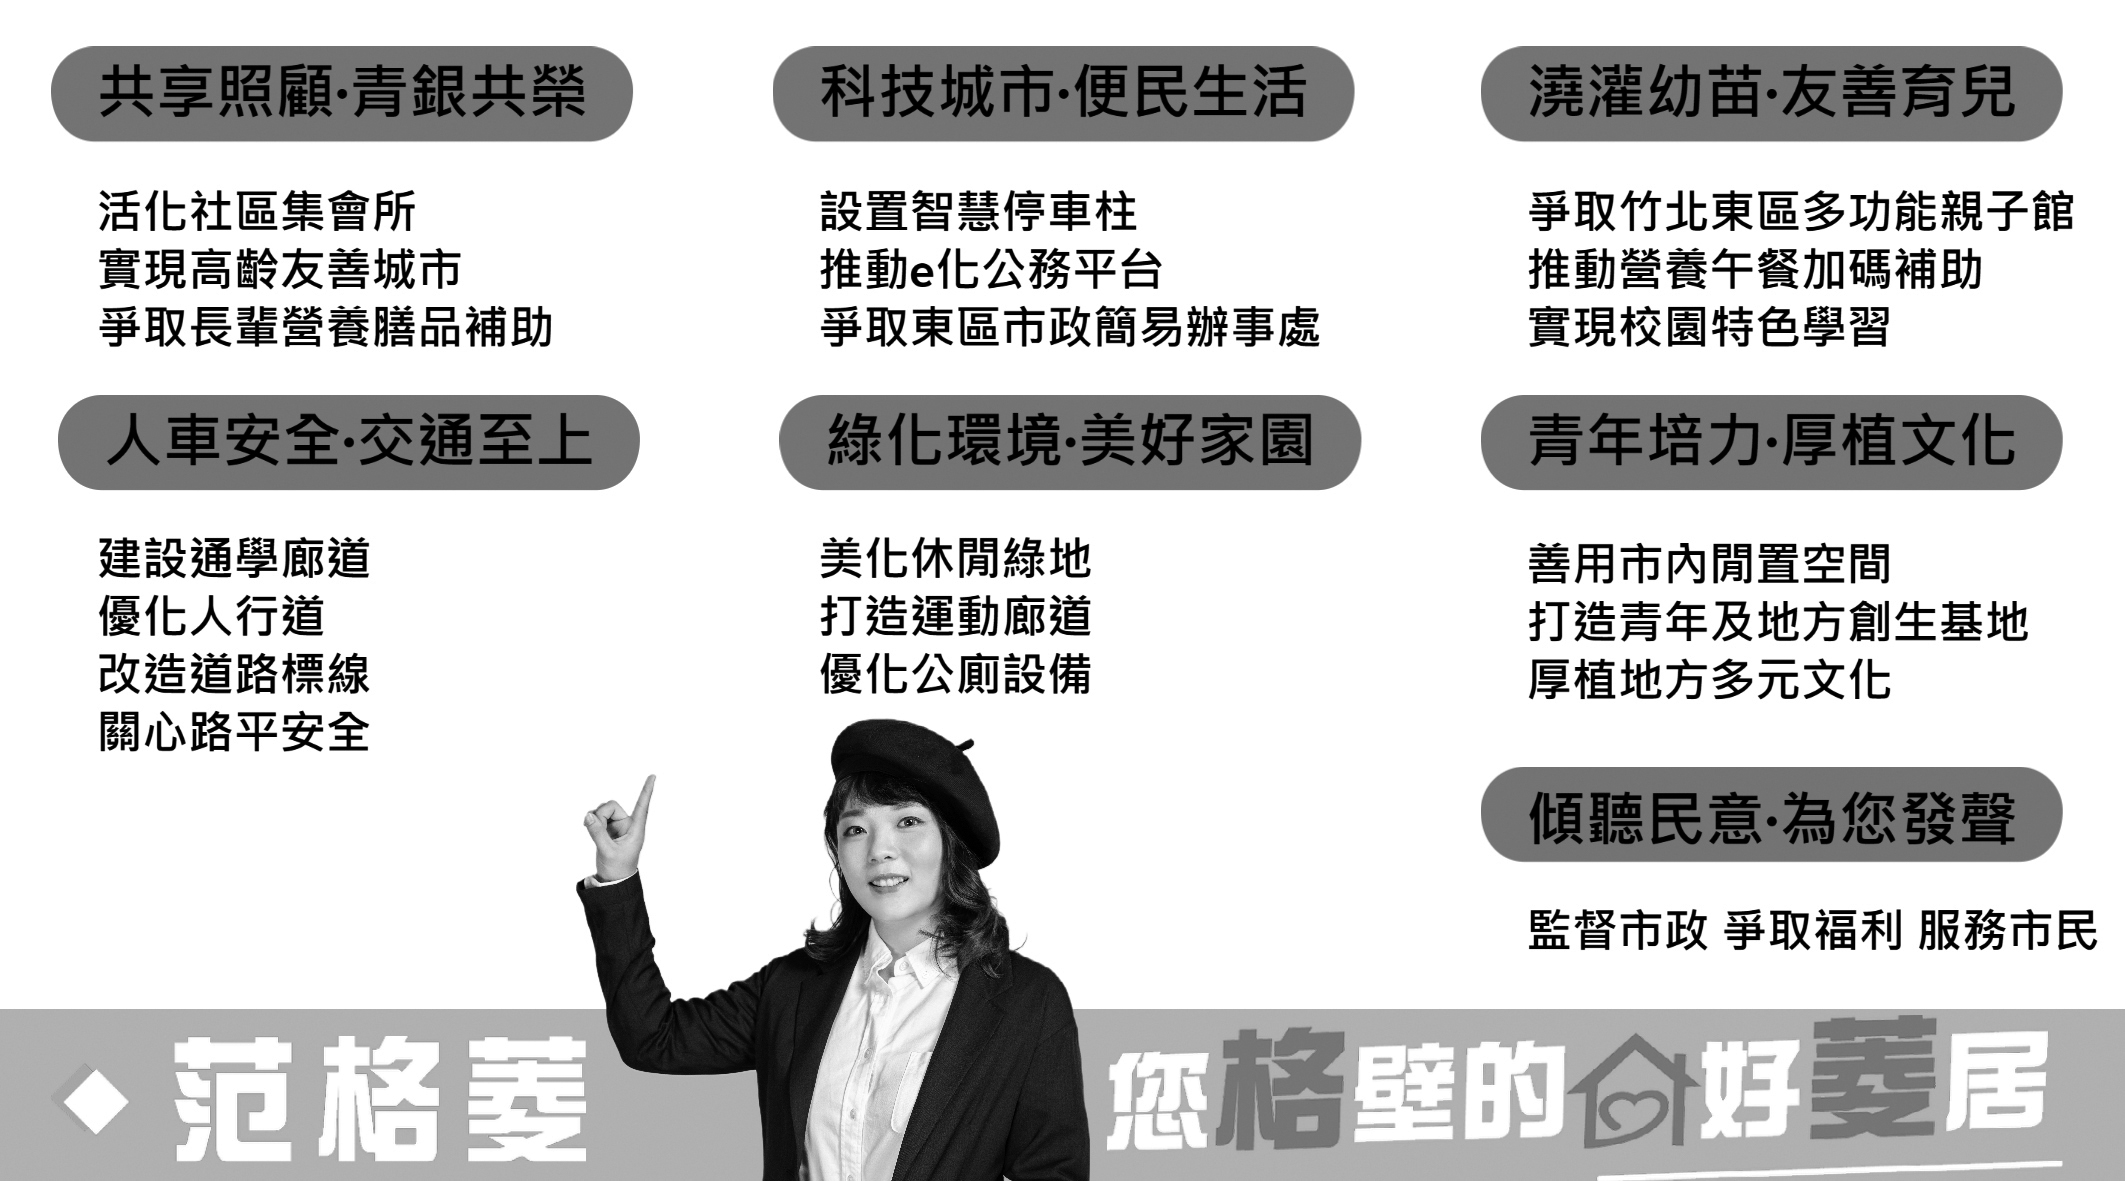 共享照顧·青銀共榮
活化社區集會所
實現高齡友善城市
爭取長輩營養膳品補助
科技城市·便民生活
設置智慧停車柱
推動e化公務平台
爭取東區市政簡易辦事處
澆灌幼苗·友善育兒
爭取竹北東區多功能親子館
推動營養午餐加碼補助
實現校園特色學習
人車安全·交通至上
建設通學廊道
優化人行道
改造道路標線
關心路平安全
綠化環境·美好家園
美化休閒綠地
打造運動廊道
優化公廁設備
青年培力·厚植文化
善用市內閒置空間
打造青年及地方創生基地
厚植地方多元文化
傾聽民意·為您發聲
監督市政 爭取福利 服務市民
范格菱
您格壁的好菱居